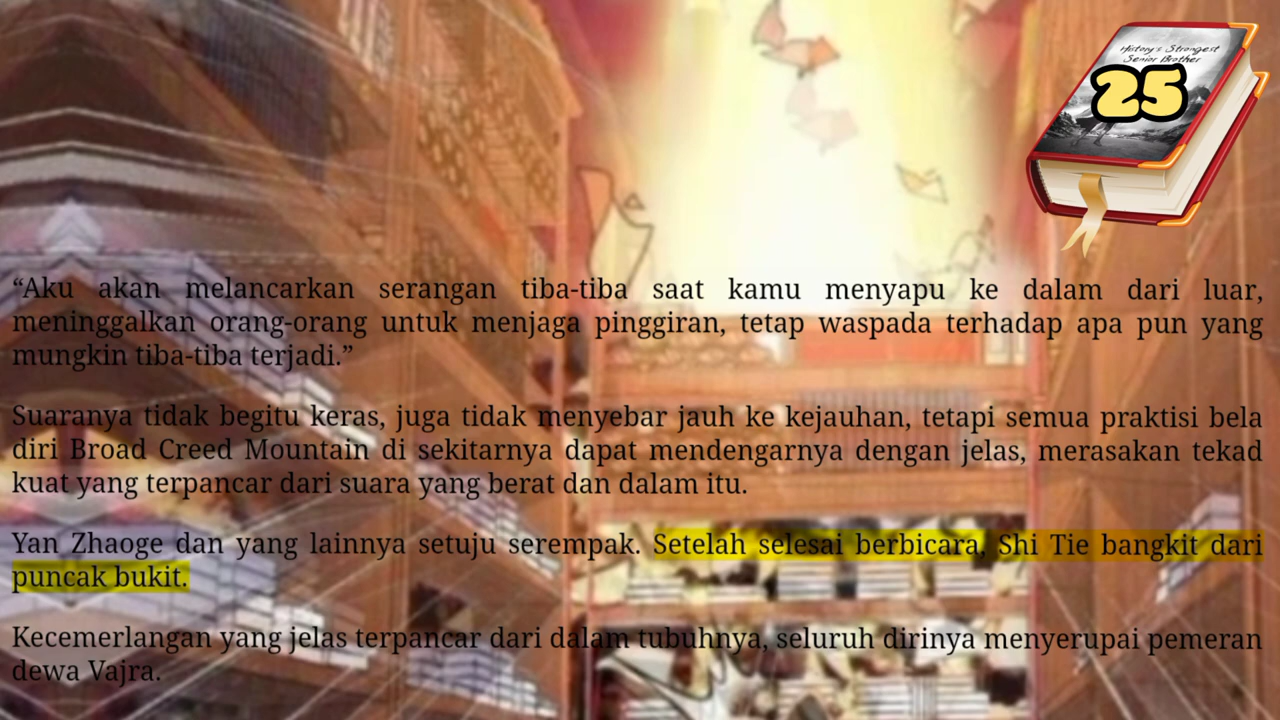 History's Strongest
Senior Brother
25
“Aku akan melancarkan serangan tiba-tiba saat kamu menyapu ke dalam dari luar,
meninggalkan orang-orang untuk menjaga pinggiran, tetap waspada terhadap apa pun yang
mungkin tiba-tiba terjadi.”
Suaranya tidak begitu keras, juga tidak menyebar jauh ke kejauhan, tetapi semua praktisi bela
diri Broad Creed Mountain di sekitarnya dapat mendengarnya dengan jelas, merasakan tekad
kuat yang terpancar dari suara yang berat dan dalam itu.
Yan Zhaoge dan yang lainnya setuju serempak. Setelah selesai berbicara, Shi Tie bangkit dari
puncak bukit.
Kecemerlangan yang jelas terpancar dari dalam tubuhnya, seluruh dirinya menyerupai pemeran
dewa Vajra.